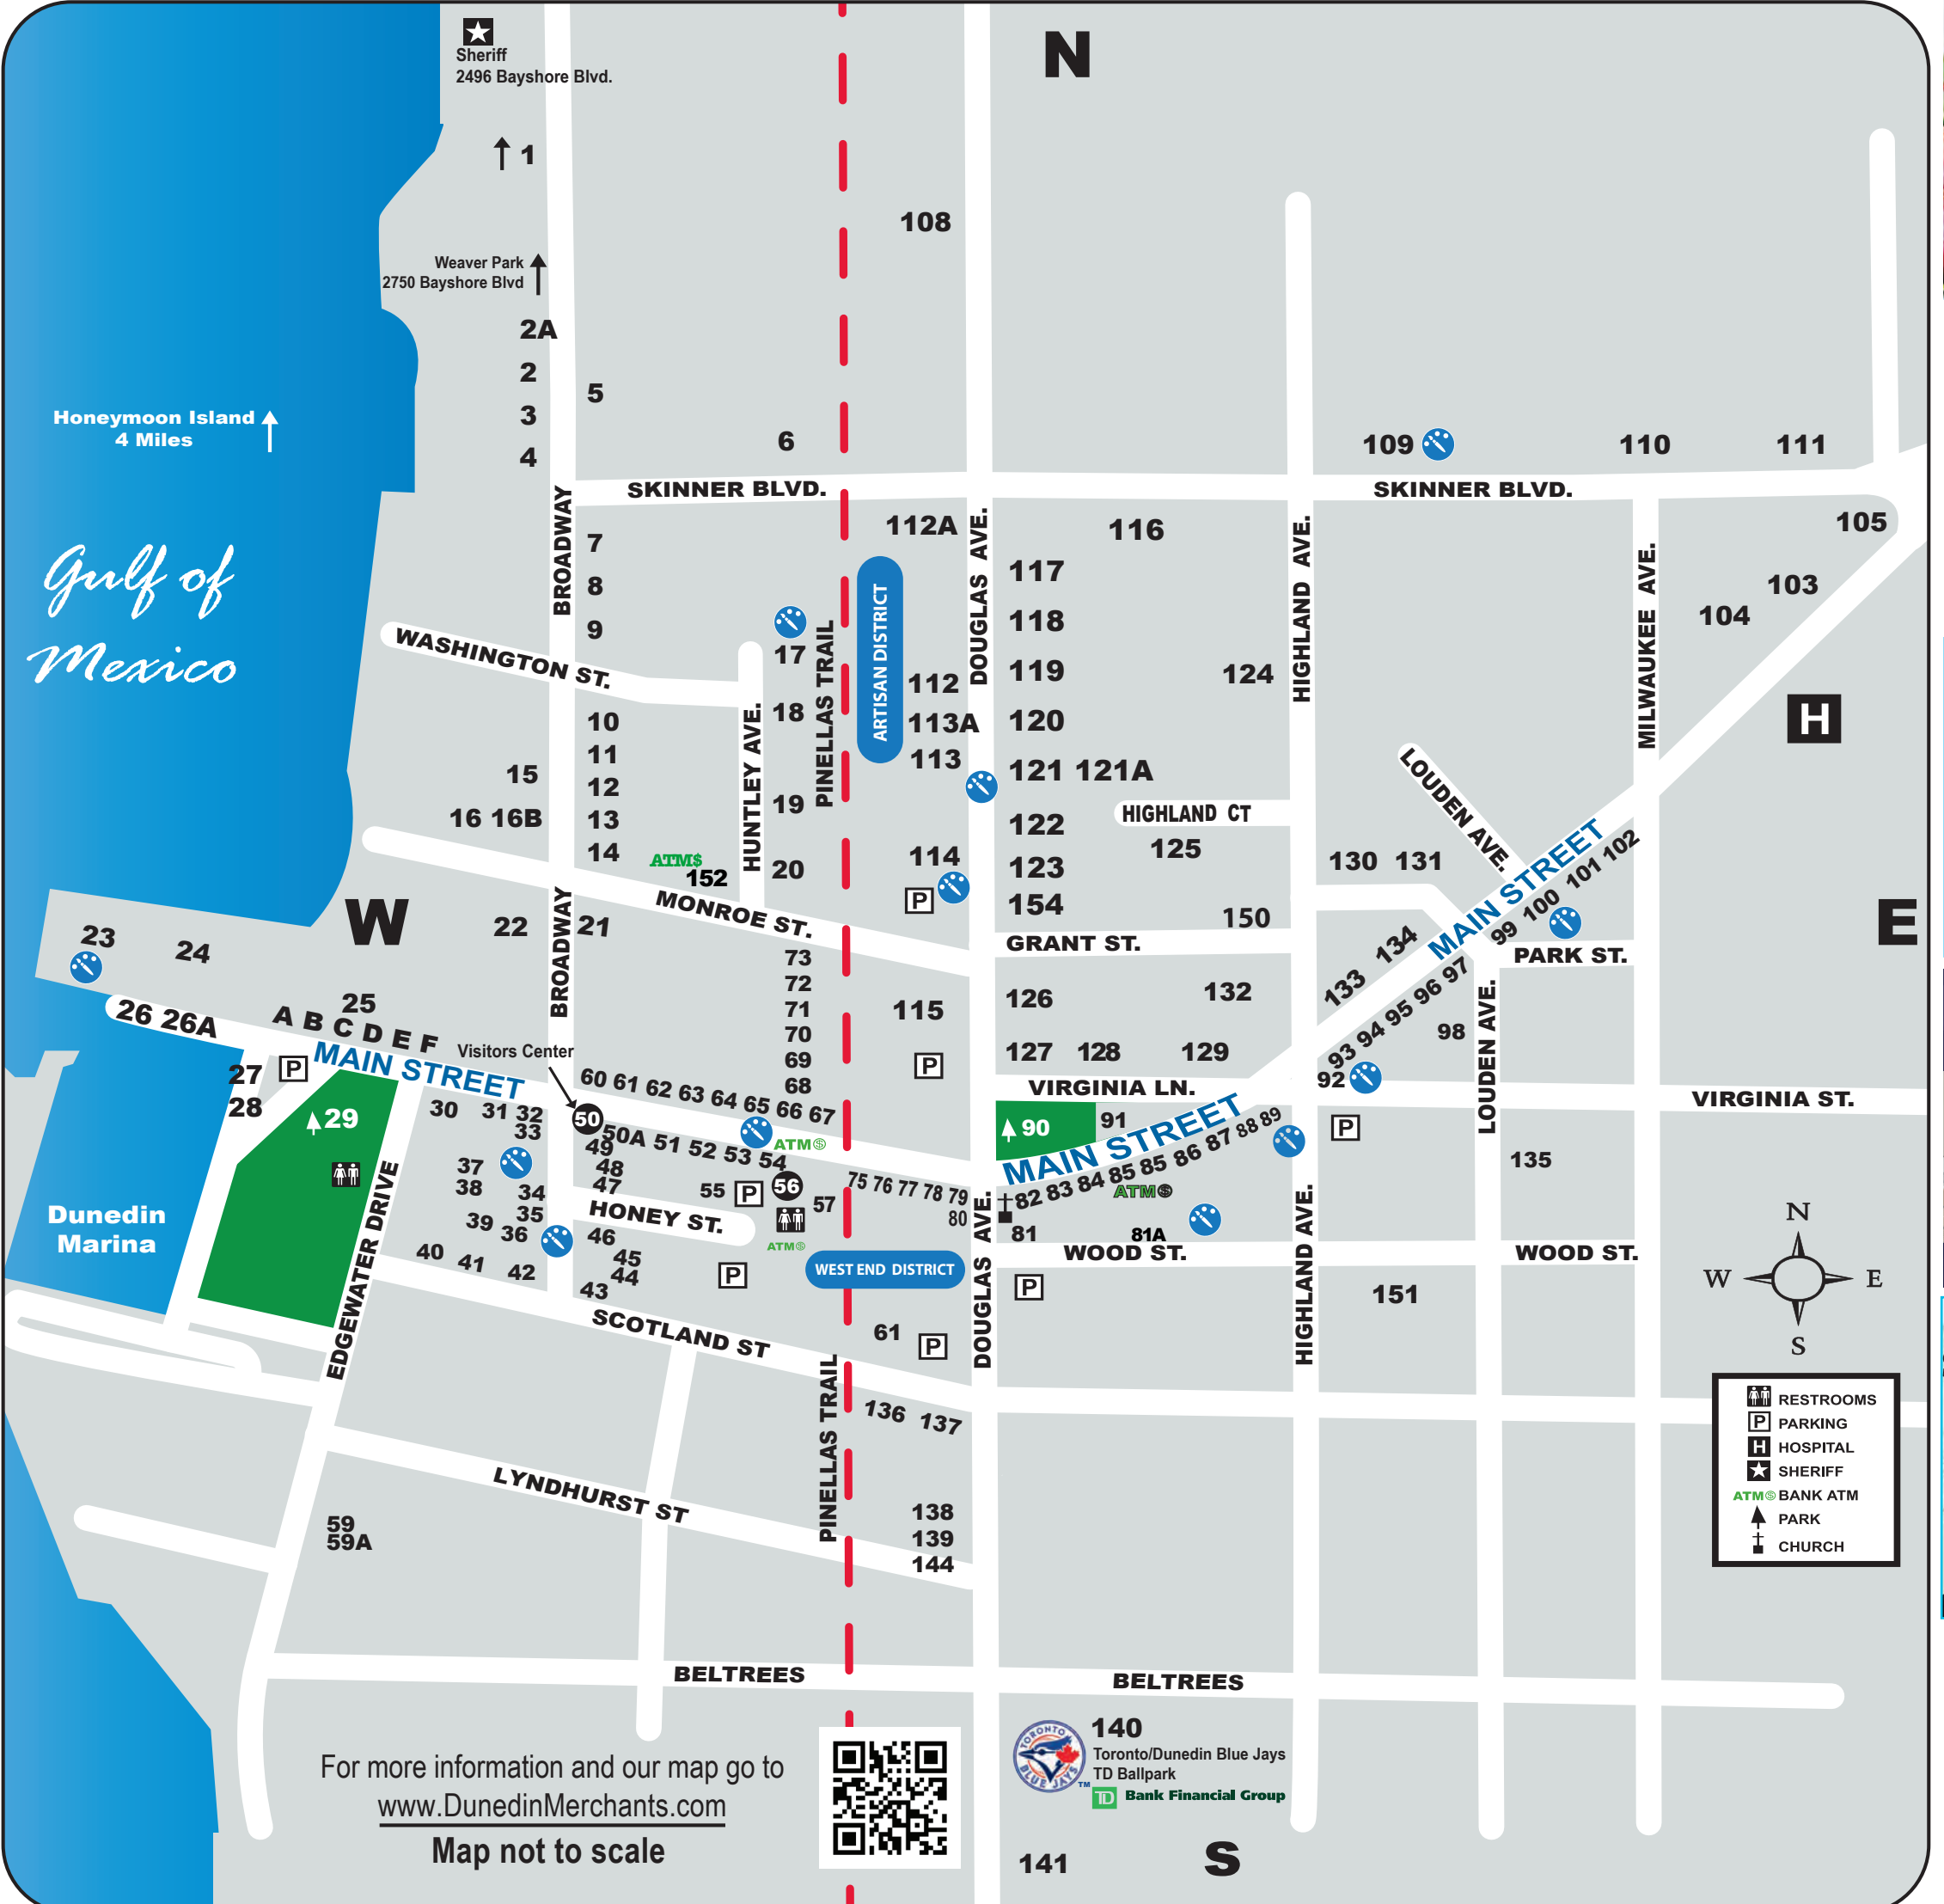 Sheriff
2496 Bayshore Blvd.
N
1
108
Weaver Park
2750 Bayshore Blvd
2A
2
5
3
Honeymoon Island
4 Miles
4
6
109
110
111
SKINNER BLVD.
SKINNER BLVD.
BROADWAY
112A
DOUGLAS AVE.
116
HIGHLAND AVE.
MILWAUKEE AVE.
105
Gulf of
Mexico
7
8
9
117
118
119
120
103
104
WASHINGTON ST.
17
18
19
20
PINELLAS TRAIL
ARTISAN DISTRICT
112
113A
113
124
H
HUNTLEY AVE.
10
11
12
13
14
15
16 16B
121 121A
HIGHLAND CT
122
125
123
154
LOUDEN AVE.
130 131
ATM$
152
114
P
MONROE ST.
W
E
22
BROADWAY
21
150
GRANT ST.
MAIN STREET
99 100 101 102
PARK ST.
23
24
25
26 26A
A B C D E F
MAIN STREET
73
72
71
70
69
68
115
P
126
132
133 134
93 94 95 96 97
98
LOUDEN AVE.
127 128 129
92
VIRGINIA LN.
VIRGINIA ST.
Visitors Center
27
P
28
29
30 31 32
33
50
60 61 62 63 64 65 66 67
50A 51 52 53 54
ATM$
49
48
47
90
91
MAIN STREET
82 83 84 85 85 86 87 88 89
P
37
38
34
35
39 36
55
P
56
57
75 76 77 78 79
80
ATM$
81
81A
135
Dunedin
Marina
EDGEWATER DRIVE
HONEY ST.
ATM$
46
45
44
43
40 41 42
P
WEST END DISTRICT
DOUGLAS AVE.
WOOD ST.
WOOD ST.
HIGHLAND AVE.
P
151
N
W
E
S
SCOTLAND ST
61
P
PINELLAS TRAIL
136 137
RESTROOMS
P PARKING
H HOSPITAL
SHERIFF
ATM$ BANK ATM
PARK
CHURCH
LYNDHURST ST
59
59A
138
139
144
BELTREES
BELTREES
140
Toronto/Dunedin Blue Jays
TD Ballpark
TD Bank Financial Group
TORONTO
BLUE JAYS
TM
For more information and our map go to
www.DunedinMerchants.com
Map not to scale
141
S